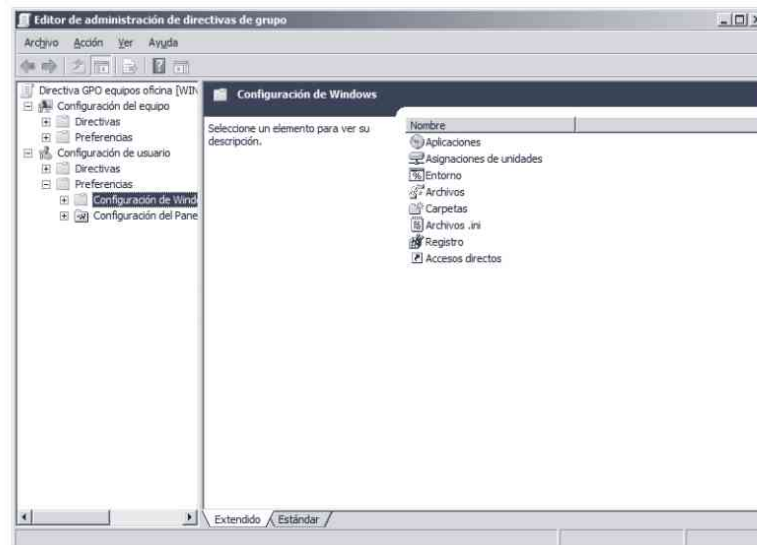 Editor de administración de directivas de grupo
Archivo Acción Ver Ayuda
Directiva GPO equipos oficina [WIN
Configuración del equipo
Directivas
Preferencias
Configuración de usuario
Directivas
Preferencias
Configuración de Wind
Configuración del Pane
Configuración de Windows
Seleccione un elemento para ver su
descripción.
Nombre
Aplicaciones
Asignaciones de unidades
Entorno
Archivos
Carpetas
Archivos .ini
Registro
Accesos directos
Extendido Estándar